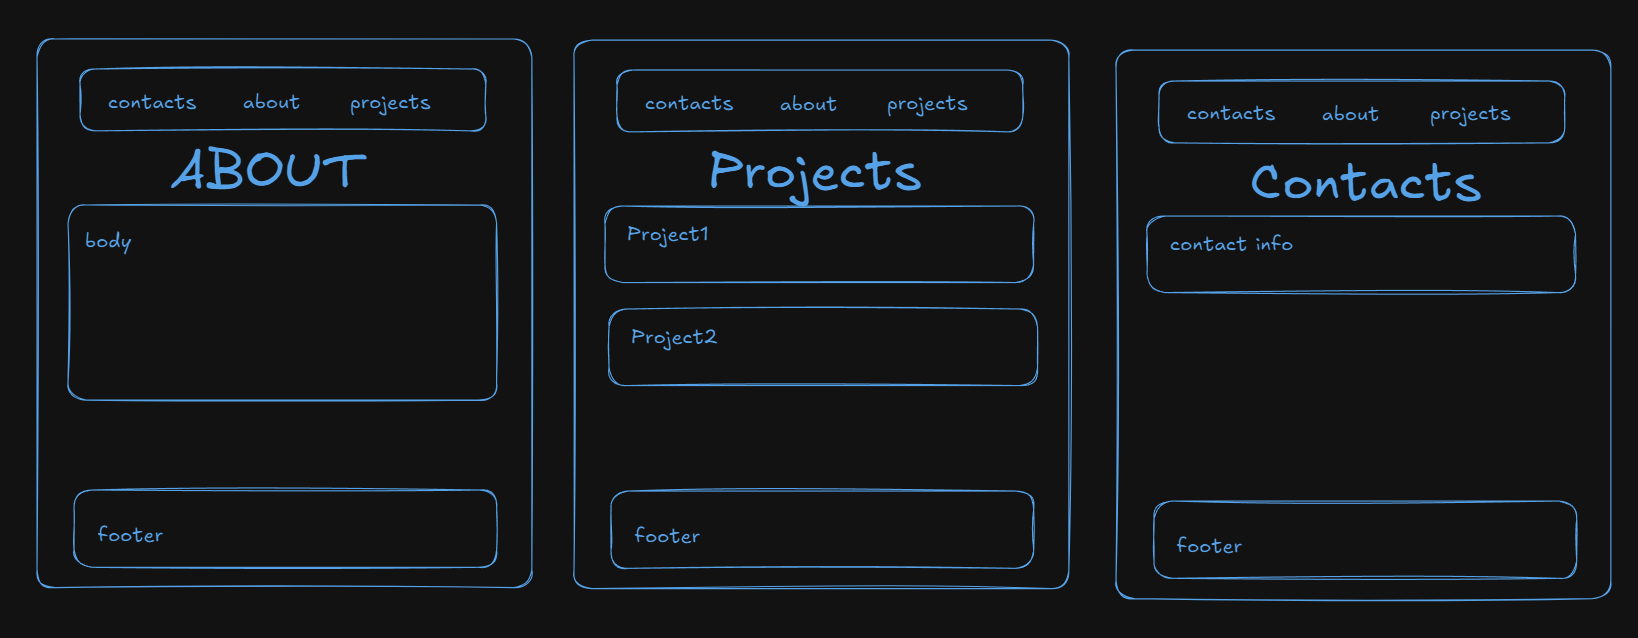 contacts about projects
ABOUT
body
footer
contacts about projects
Projects
Project1
Project2
footer
contacts about projects
Contacts
contact info
footer